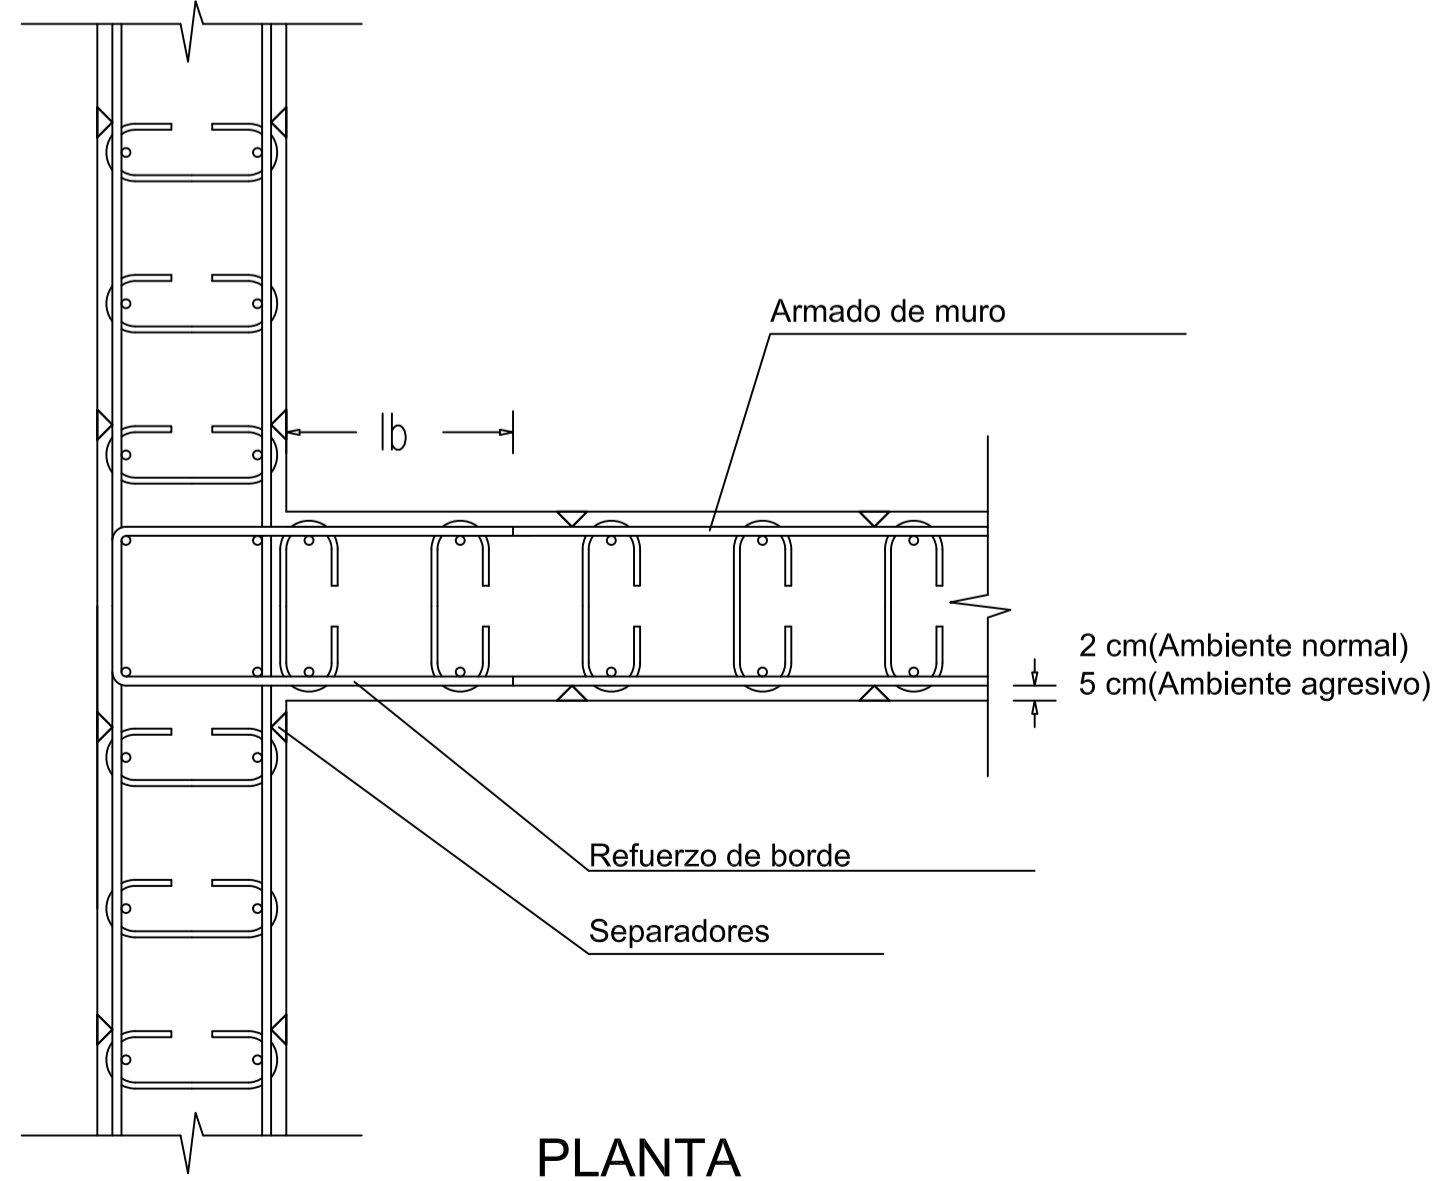 Armado de muro
lb
2 cm(Ambiente normal)
5 cm(Ambiente agresivo)
Refuerzo de borde
Separadores
PLANTA